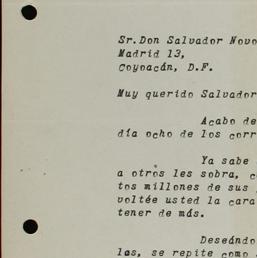 Sr. Don Salvador Novo
Madrid 13,
Coyoacán, D.F.
Muy querido Salvador
Acabo de
día ocho de los corr
Ya sabe
a otros les sobra, c
tos millones de sus
voltée usted la cara
tener de más.
Deseándo
las, se repite como